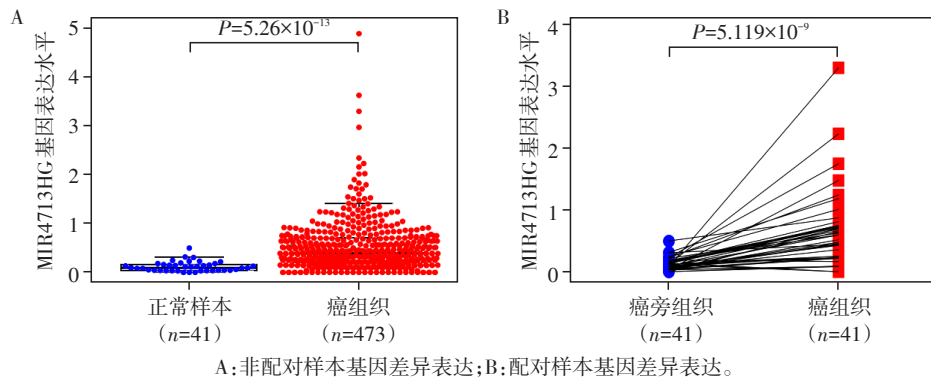 A
P=5.26×10⁻¹³
MIR4713HG基因表达水平
5
4
3
2
1
0
正常样本
(n=41)
癌组织
(n=473)
B
P=5.119×10⁻⁹
MIR4713HG基因表达水平
4
3
2
1
0
癌旁组织
(n=41)
癌组织
(n=41)
A:非配对样本基因差异表达;B:配对样本基因差异表达。